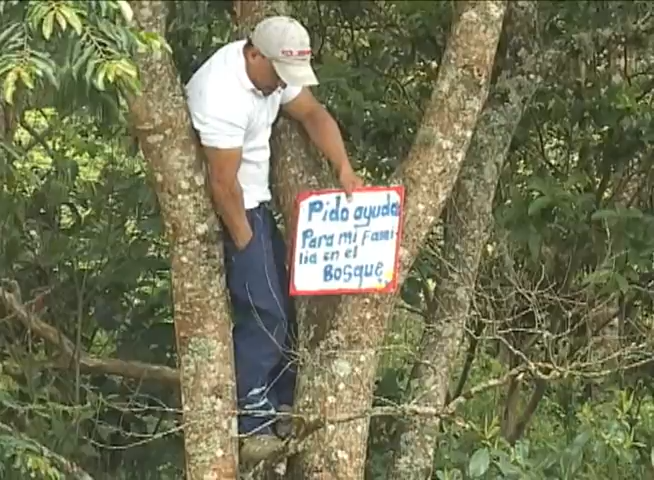 Pido ayuda
Para mi Fami-
lia en el
Bosque